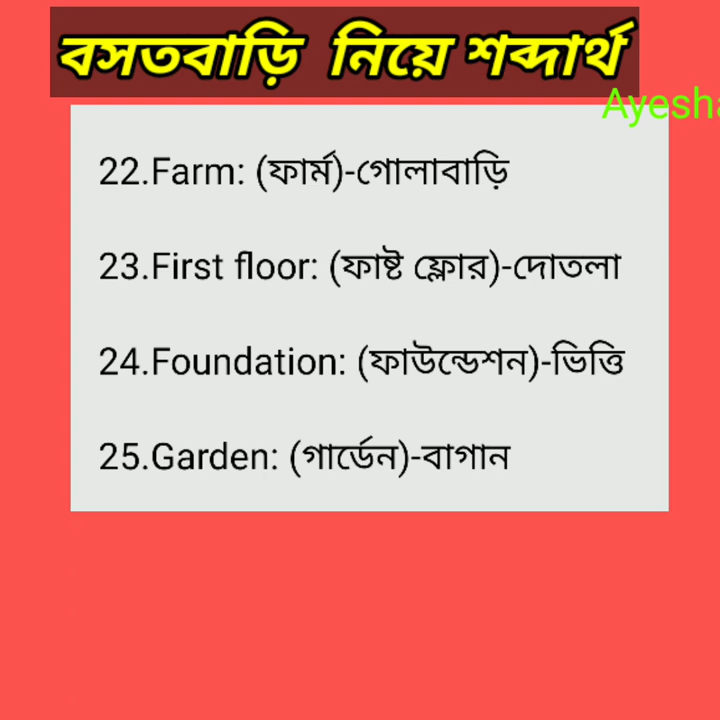 বসতবাড়ি নিয়ে শব্দার্থ
Ayesha
22.Farm: (ফার্ম)-গোলাবাড়ি
23.First floor: (ফাষ্ট ফ্লোর)-দোতলা
24.Foundation: (ফাউন্ডেশন)-ভিত্তি
25.Garden: (গার্ডেন)-বাগান